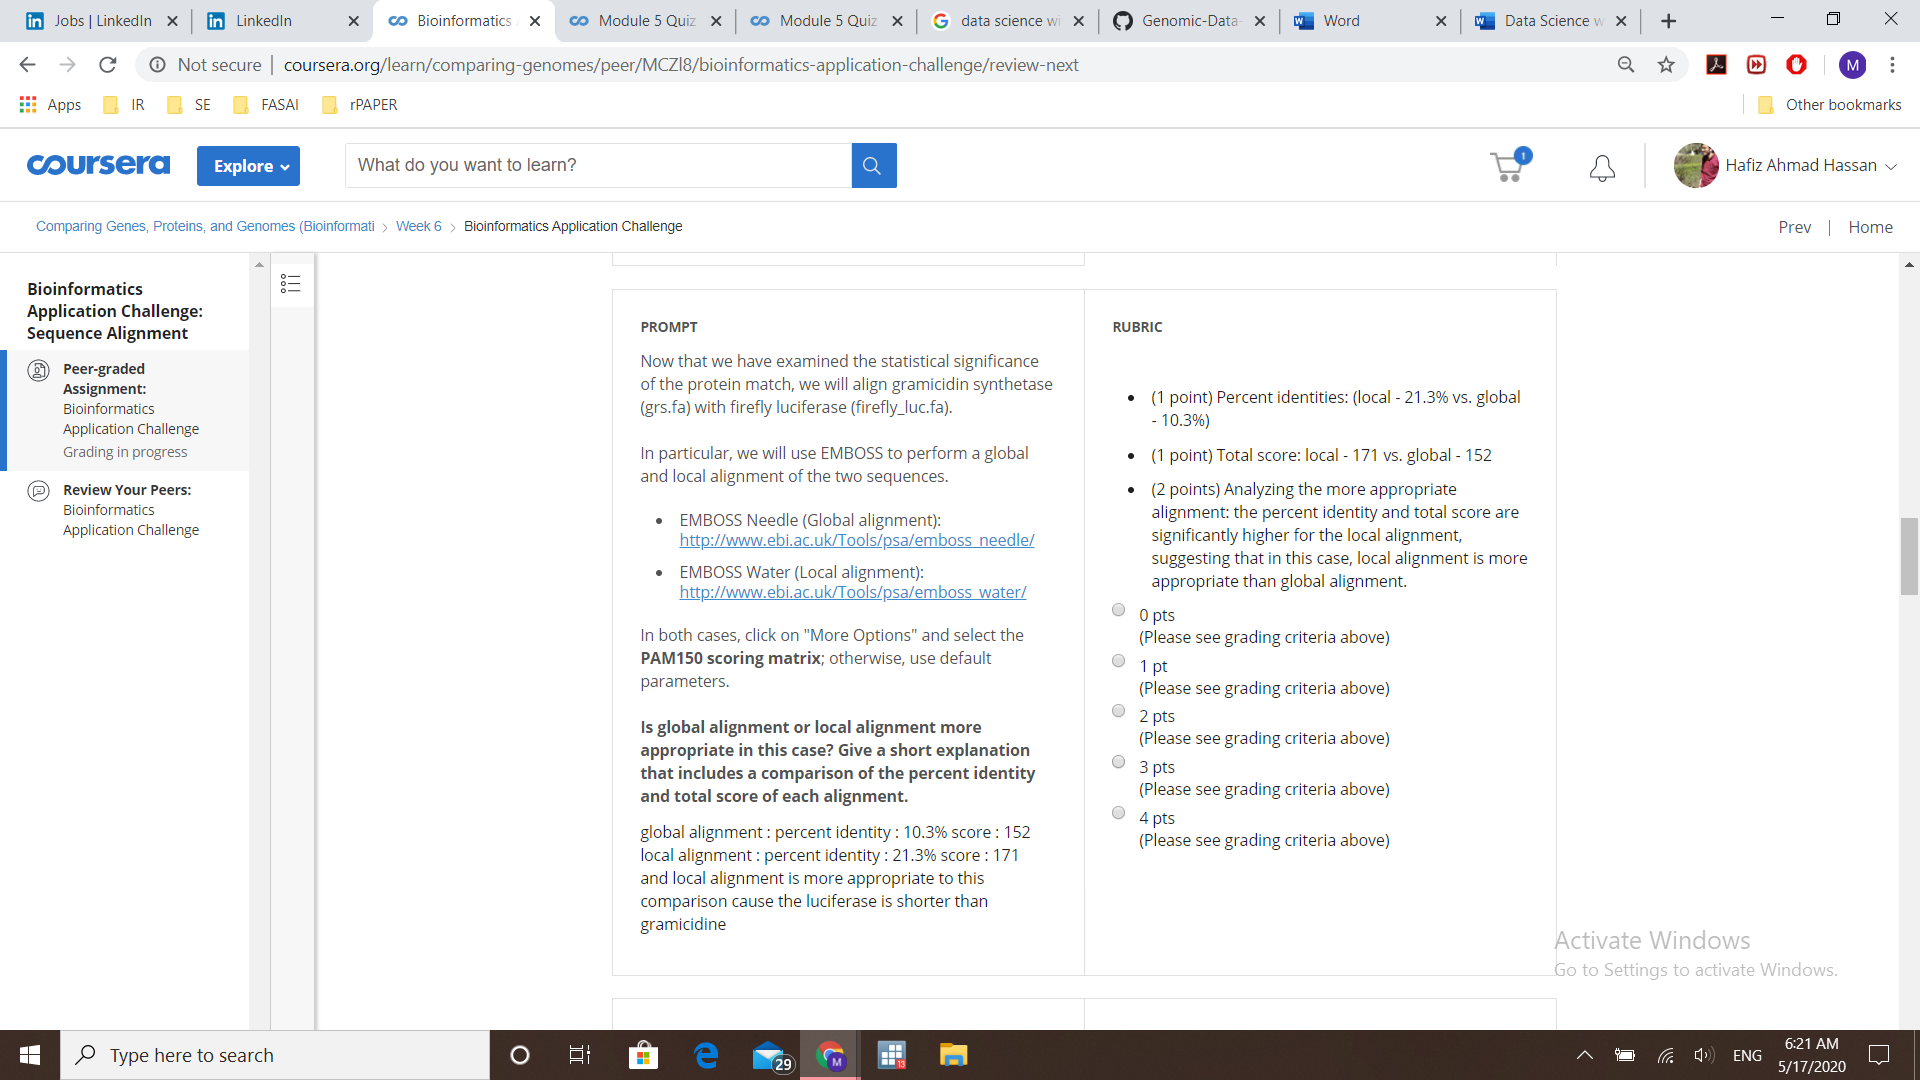 Jobs | LinkedIn
LinkedIn
Bioinformatics A
Module 5 Quiz
Module 5 Quiz
data science wi
Genomic-Data-
Word
Data Science w
Not secure | coursera.org/learn/comparing-genomes/peer/MCZl8/bioinformatics-application-challenge/review-next
M
Apps
IR
SE
FASAI
rPAPER
Other bookmarks
coursera
Explore
What do you want to learn?
1
Hafiz Ahmad Hassan
Comparing Genes, Proteins, and Genomes (Bioinformati > Week 6 > Bioinformatics Application Challenge
Prev | Home
Bioinformatics
Application Challenge:
Sequence Alignment
Peer-graded
Assignment:
Bioinformatics
Application Challenge
Grading in progress
Review Your Peers:
Bioinformatics
Application Challenge
PROMPT
Now that we have examined the statistical significance
of the protein match, we will align gramicidin synthetase
(grs.fa) with firefly luciferase (firefly_luc.fa).
In particular, we will use EMBOSS to perform a global
and local alignment of the two sequences.
• EMBOSS Needle (Global alignment):
http://www.ebi.ac.uk/Tools/psa/emboss_needle/
• EMBOSS Water (Local alignment):
http://www.ebi.ac.uk/Tools/psa/emboss_water/
In both cases, click on "More Options" and select the
PAM150 scoring matrix; otherwise, use default
parameters.
Is global alignment or local alignment more
appropriate in this case? Give a short explanation
that includes a comparison of the percent identity
and total score of each alignment.
global alignment : percent identity : 10.3% score : 152
local alignment : percent identity : 21.3% score : 171
and local alignment is more appropriate to this
comparison cause the luciferase is shorter than
gramicidine
RUBRIC
• (1 point) Percent identities: (local - 21.3% vs. global
- 10.3%)
• (1 point) Total score: local - 171 vs. global - 152
• (2 points) Analyzing the more appropriate
alignment: the percent identity and total score are
significantly higher for the local alignment,
suggesting that in this case, local alignment is more
appropriate than global alignment.
0 pts
(Please see grading criteria above)
1 pt
(Please see grading criteria above)
2 pts
(Please see grading criteria above)
3 pts
(Please see grading criteria above)
4 pts
(Please see grading criteria above)
Activate Windows
Go to Settings to activate Windows.
Type here to search
29
M
13
ENG
6:21 AM
5/17/2020